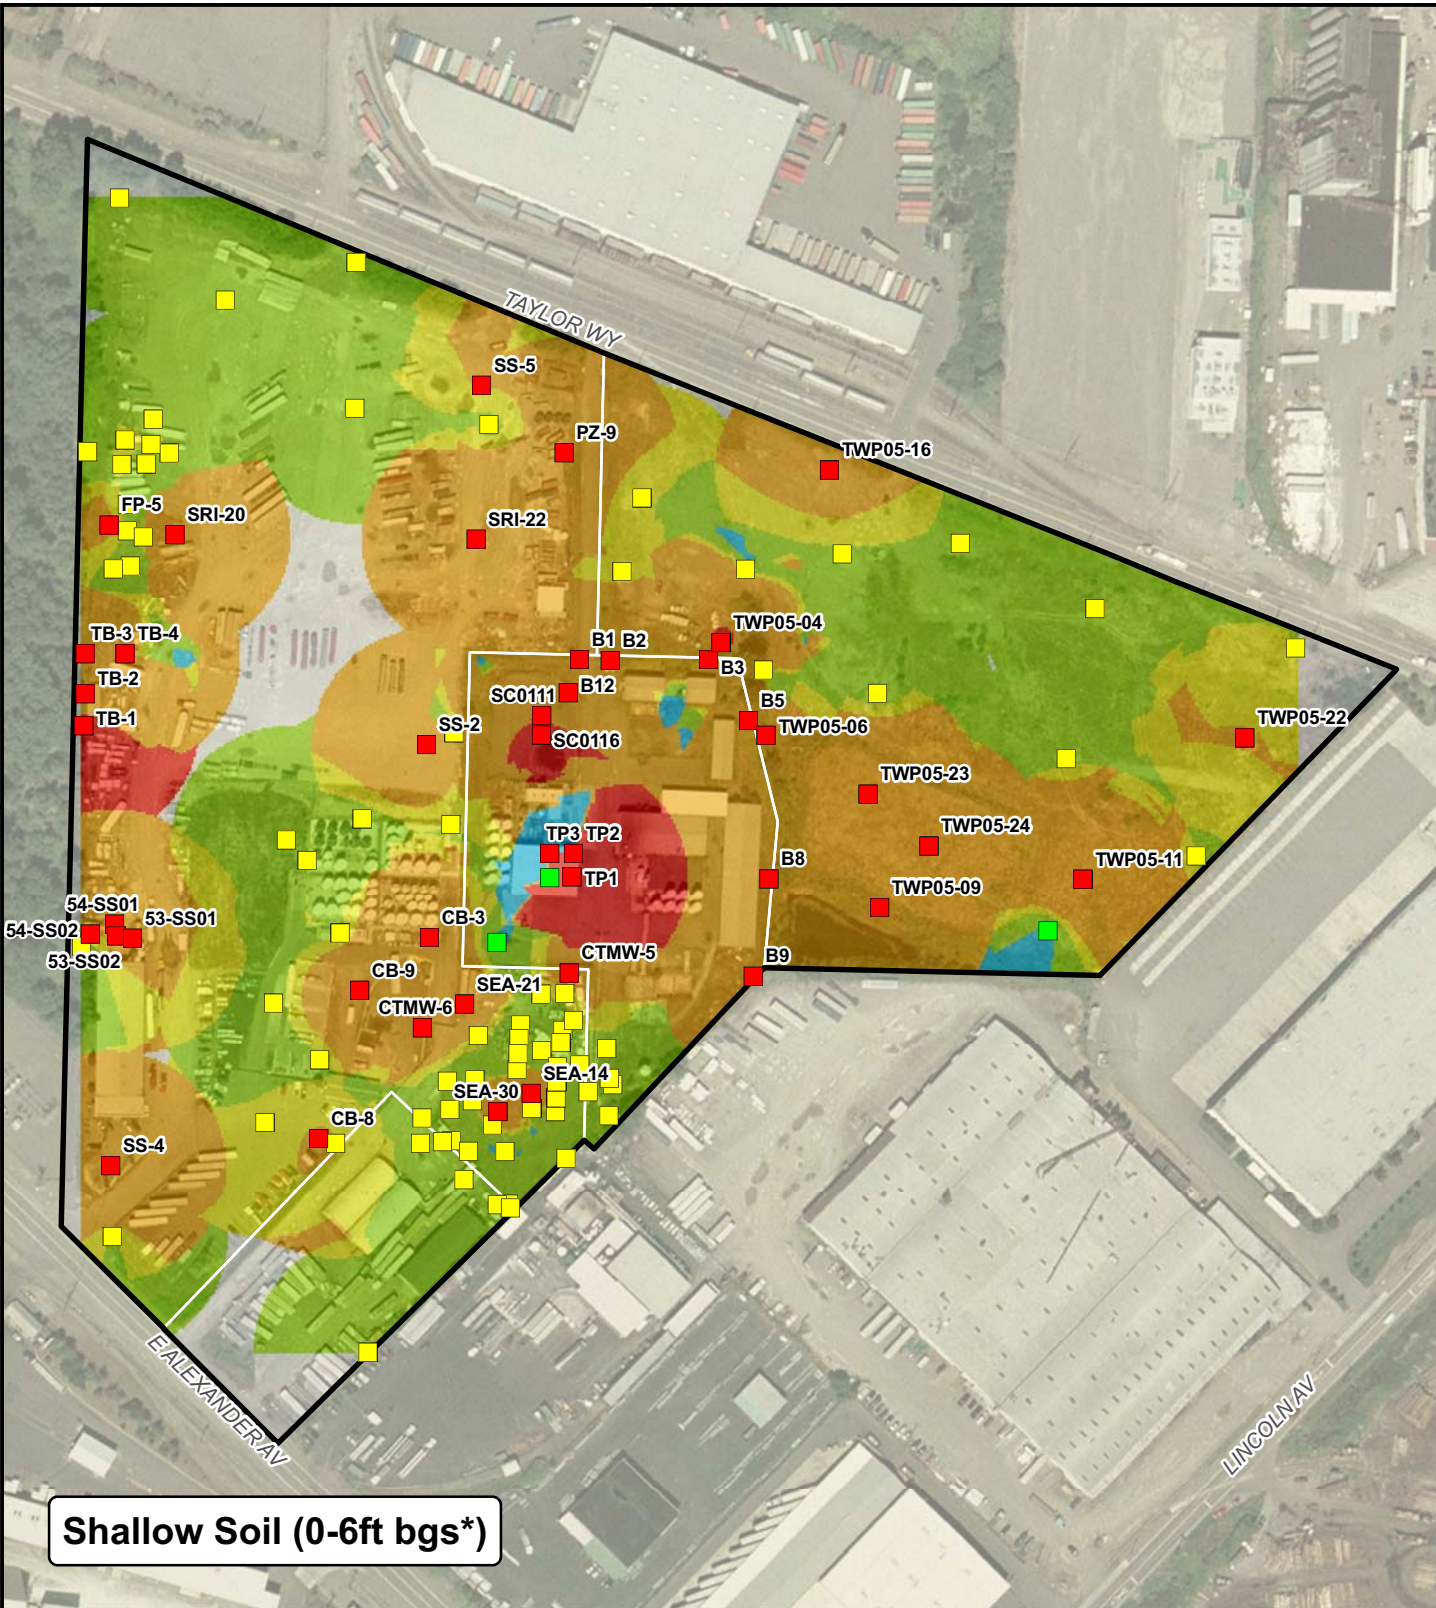 TAYLOR WY
SS-5
PZ-9
TWP05-16
FP-5
SRI-20
SRI-22
TB-3 TB-4
B1 B2
TWP05-04
B3
TB-2
B12
SC0111
TB-1
SS-2
B5
TWP05-22
TWP05-06
SC0116
TWP05-23
TP3 TP2
TWP05-24
B8
TWP05-11
TP1
TWP05-09
54-SS01
53-SS01
54-SS02
CB-3
53-SS02
CTMW-5
B9
CB-9
SEA-21
CTMW-6
SEA-14
SEA-30
CB-8
SS-4
E ALEXANDER AV
LINCOLN AV
Shallow Soil (0-6ft bgs*)